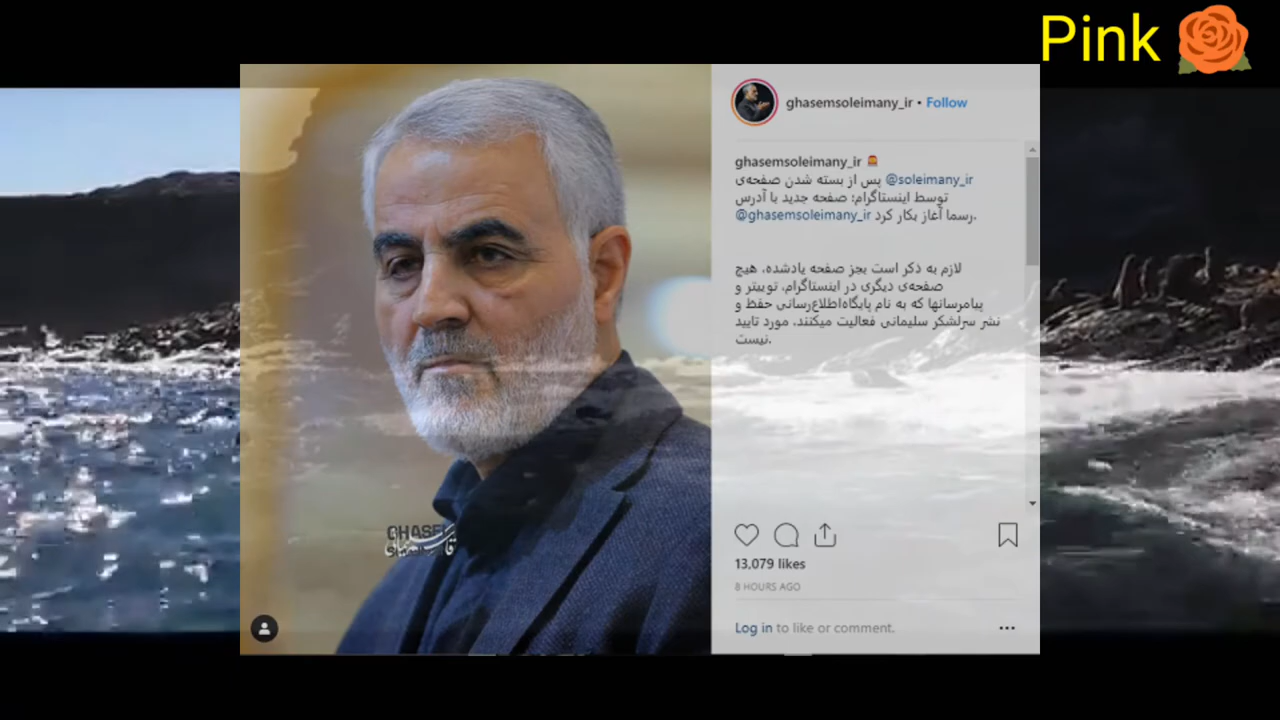 Pink
ghasemsoleimany_ir • Follow
ghasemsoleimany_ir
پس از بسته شدن صفحه‌ی @soleimany_ir
توسط اینستاگرام؛ صفحه جدید با آدرس
@ghasemsoleimany_ir رسما آغاز بکار کرد.
لازم به ذکر است بجز صفحه یادشده، هیچ
صفحه‌ی دیگری در اینستاگرام، توییتر و
پیامرسانها که به نام پایگاه‌اطلاع‌رسانی حفظ و
نشر سرلشکر سلیمانی فعالیت میکنند، مورد تایید
نیست.
13,079 likes
8 HOURS AGO
Log in to like or comment.